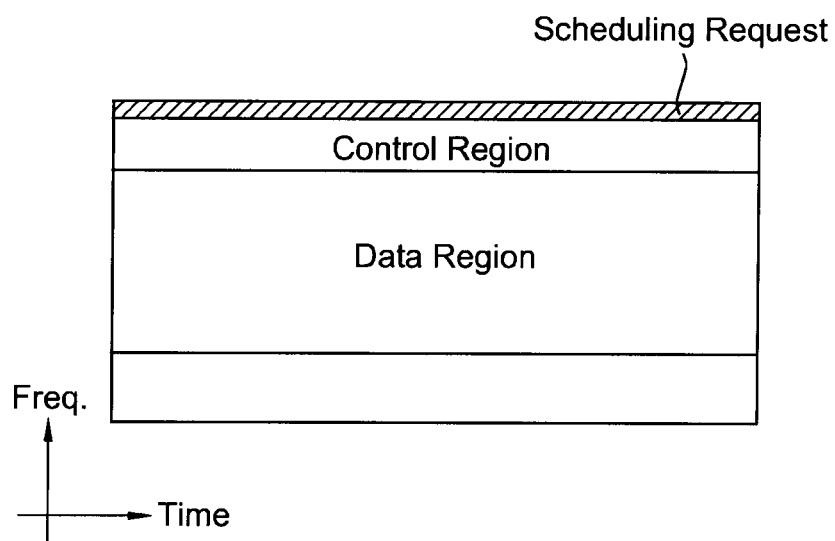 Scheduling Request
Control Region
Data Region
Freq.
Time